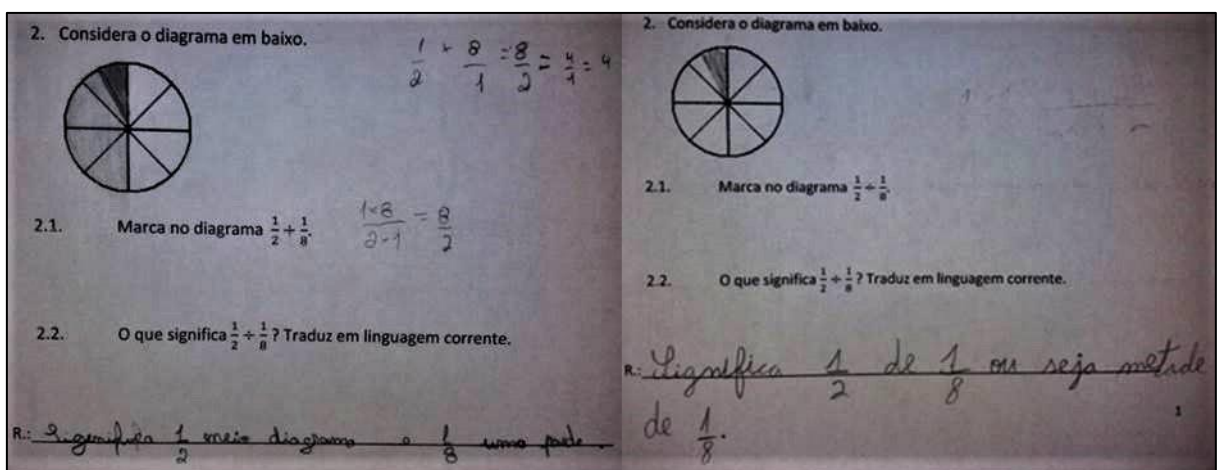 2. Considera o diagrama em baixo.
1/2 × 8/1 = 8/2 = 4/1 = 4
2.1. Marca no diagrama 1/2 ÷ 1/8.
1×8/2×1 = 8/2
2.2. O que significa 1/2 ÷ 1/8 ? Traduz em linguagem corrente.
R.: Significa 1/2 meio diagrama e 1/8 uma parte.
2. Considera o diagrama em baixo.
2.1. Marca no diagrama 1/2 ÷ 1/8.
2.2. O que significa 1/2 ÷ 1/8 ? Traduz em linguagem corrente.
R.: Significa 1/2 de 1/8 ou seja metade
de 1/8.
1